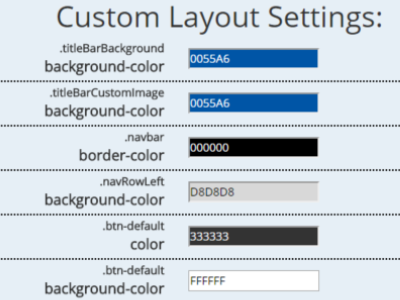 Custom Layout Settings:
.titleBarBackground
background-color 0055A6
.titleBarCustomImage
background-color 0055A6
.navbar
border-color 000000
.navRowLeft
background-color D8D8D8
.btn-default
color 333333
.btn-default
background-color FFFFFF